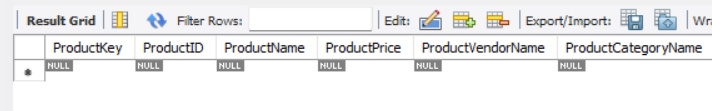 Result Grid Filter Rows: Edit: Export/Import: Wra
ProductKey ProductID ProductName ProductPrice ProductVendorName ProductCategoryName
NULL NULL NULL NULL NULL NULL